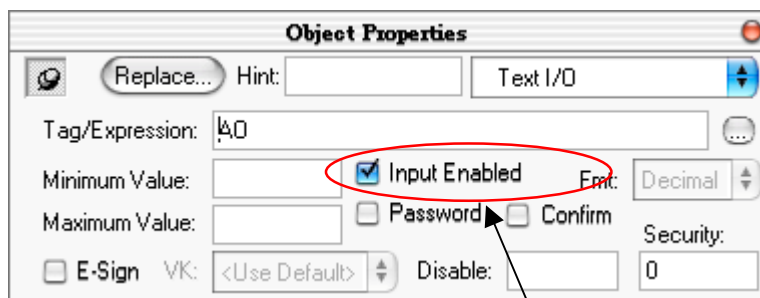 Object Properties
Replace... Hint: Text I/O
Tag/Expression: AO ...
Minimum Value: Input Enabled Fmt: Decimal
Maximum Value: Password Confirm Security:
E-Sign VK: <Use Default> Disable: 0